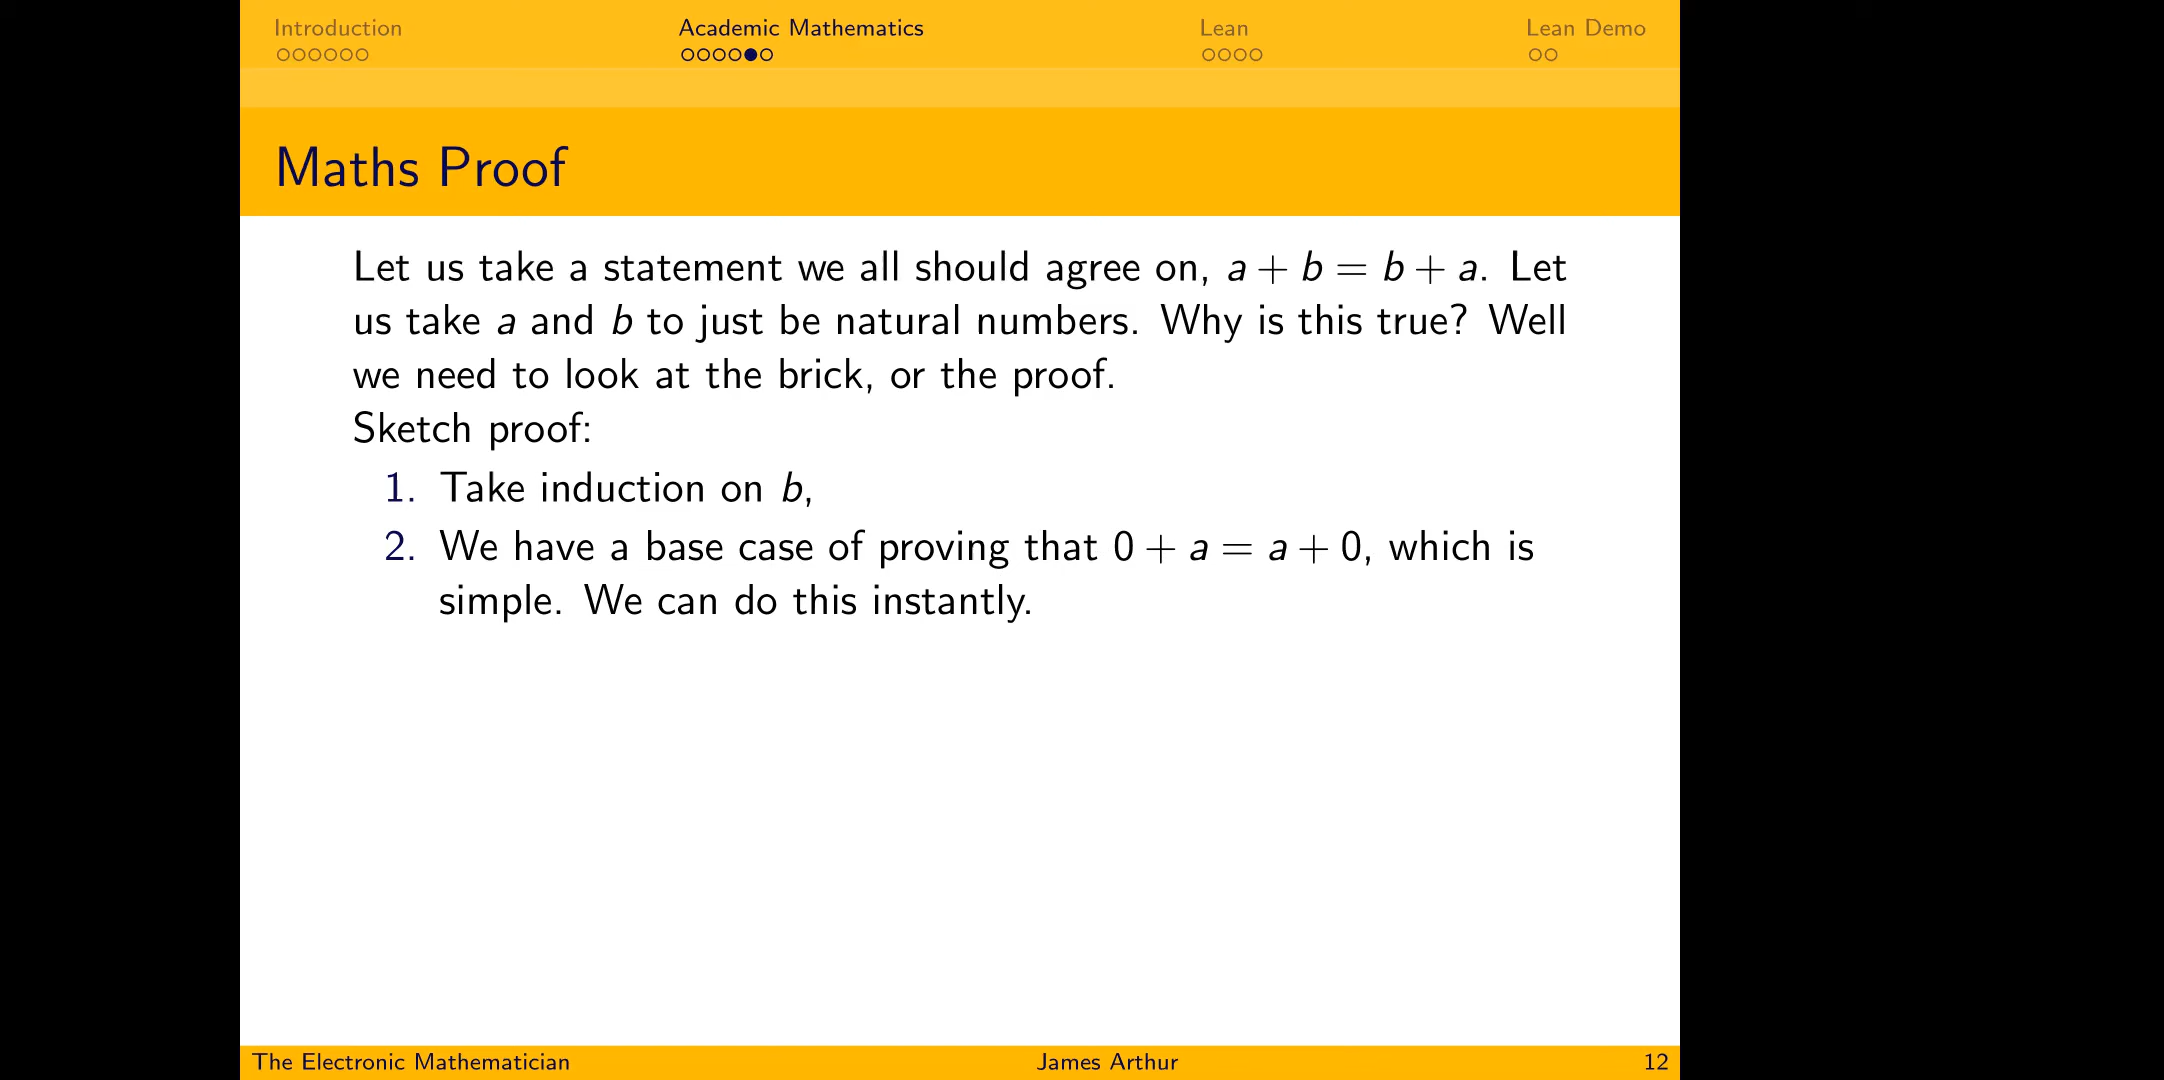 Introduction
Academic Mathematics
Lean
Lean Demo
Maths Proof
Let us take a statement we all should agree on, a + b = b + a. Let
us take a and b to just be natural numbers. Why is this true? Well
we need to look at the brick, or the proof.
Sketch proof:
1. Take induction on b,
2. We have a base case of proving that 0 + a = a + 0, which is
simple. We can do this instantly.
The Electronic Mathematician
James Arthur
12